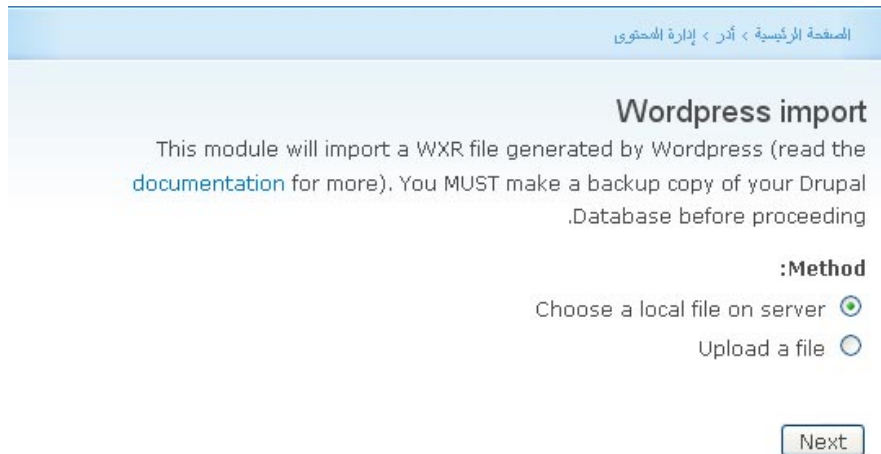 الصفحة الرئيسية › أدر › إدارة المحتوى
Wordpress import
This module will import a WXR file generated by Wordpress (read the
documentation for more). You MUST make a backup copy of your Drupal
.Database before proceeding
:Method
Choose a local file on server
Upload a file
Next